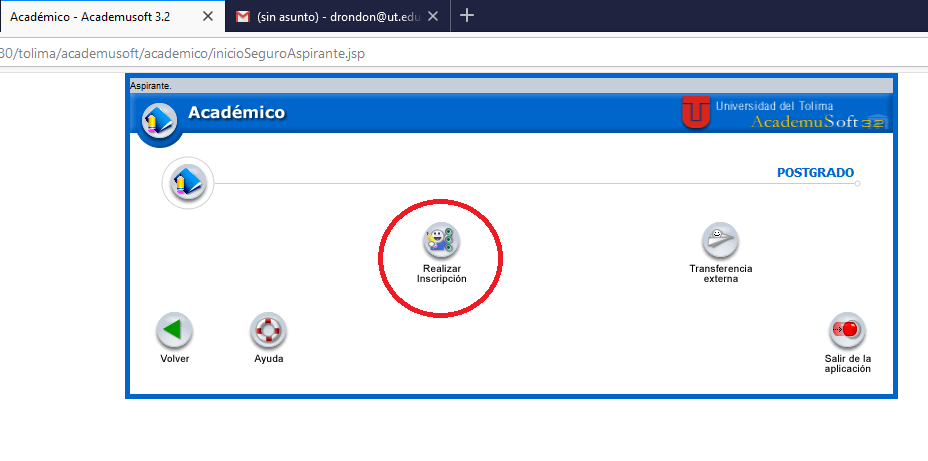 Académico - Academusoft 3.2
(sin asunto) - drondon@ut.edu
30/tolima/academusoft/academico/inicioSeguroAspirante.jsp
Aspirante.
Académico
Universidad del Tolima
AcademuSoft 3.2
POSTGRADO
Realizar
Inscripción
Transferencia
externa
Volver
Ayuda
Salir de la
aplicación